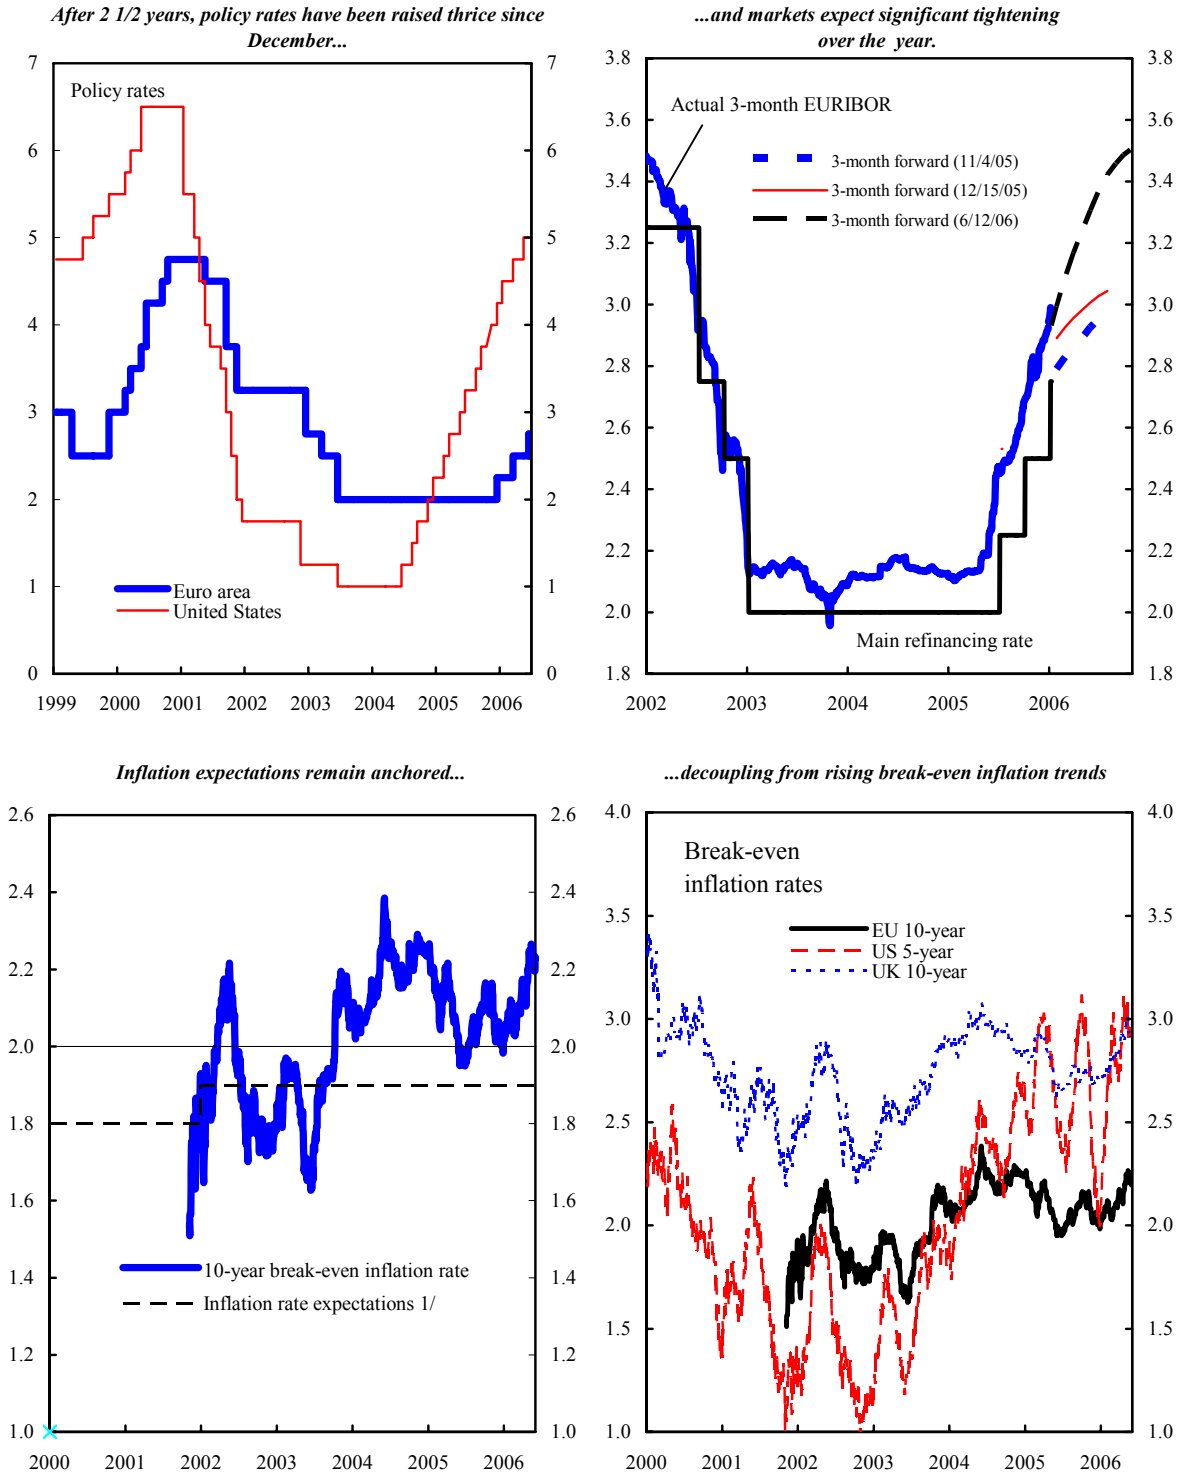 After 2 1/2 years, policy rates have been raised thrice since
December...
7
6
5
4
3
2
1
0
Policy rates
Euro area
United States
7
6
5
4
3
2
1
0
1999 2000 2001 2002 2003 2004 2005 2006
...and markets expect significant tightening
over the year.
3.8
3.6
3.4
3.2
3.0
2.8
2.6
2.4
2.2
2.0
1.8
Actual 3-month EURIBOR
3-month forward (11/4/05)
3-month forward (12/15/05)
3-month forward (6/12/06)
Main refinancing rate
3.8
3.6
3.4
3.2
3.0
2.8
2.6
2.4
2.2
2.0
1.8
2002 2003 2004 2005 2006
Inflation expectations remain anchored...
2.6
2.4
2.2
2.0
1.8
1.6
1.4
1.2
1.0
10-year break-even inflation rate
Inflation rate expectations 1/
2.6
2.4
2.2
2.0
1.8
1.6
1.4
1.2
1.0
2000 2001 2002 2003 2004 2005 2006
...decoupling from rising break-even inflation trends
4.0
3.5
3.0
2.5
2.0
1.5
1.0
Break-even
inflation rates
EU 10-year
US 5-year
UK 10-year
4.0
3.5
3.0
2.5
2.0
1.5
1.0
2000 2001 2002 2003 2004 2005 2006